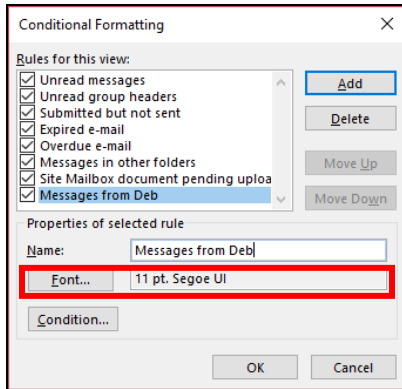 Conditional Formatting
Rules for this view:
Unread messages
Unread group headers
Submitted but not sent
Expired e-mail
Overdue e-mail
Messages in other folders
Site Mailbox document pending uploa
Messages from Deb
Add
Delete
Move Up
Move Down
Properties of selected rule
Name: Messages from Deb
Font... 11 pt. Segoe UI
Condition...
OK Cancel